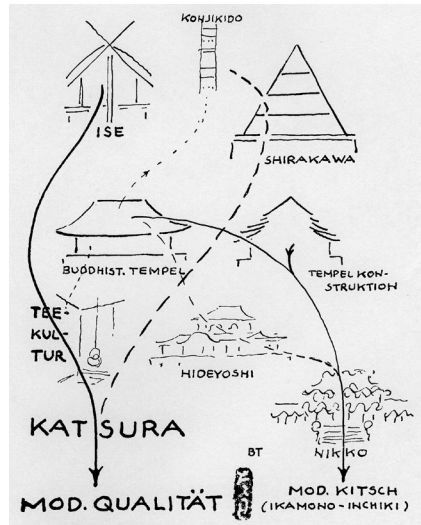 KOHJIKIDO
ISE
SHIRAKAWA
BUDDHIST. TEMPEL
TEMPEL KON-
STRUKTION
TEE-
KUL-
TUR
HIDEYOSHI
KATSURA
NIKKO
BT
MOD. QUALITÄT
MOD. KITSCH
(IKAMONO-INCHIKI)